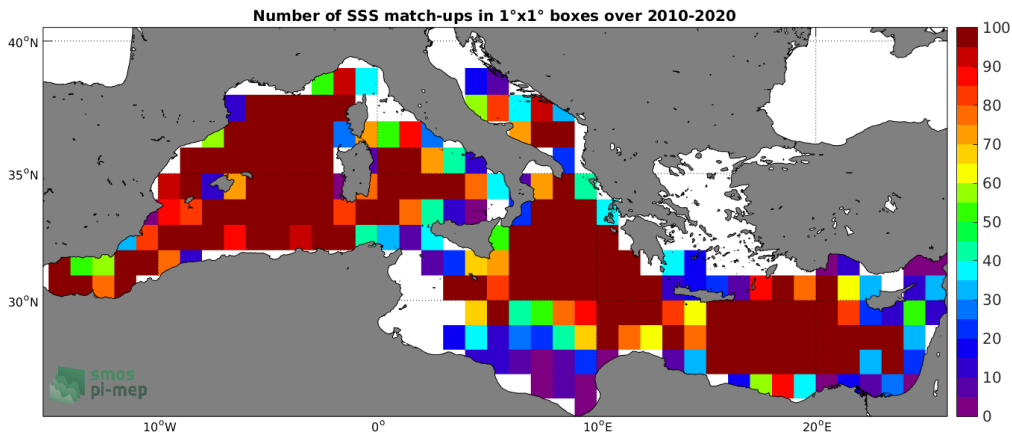 Number of SSS match-ups in 1°x1° boxes over 2010-2020
40°N
35°N
30°N
10°W
0°
10°E
20°E
100
90
80
70
60
50
40
30
20
10
0
smos
pi-mep